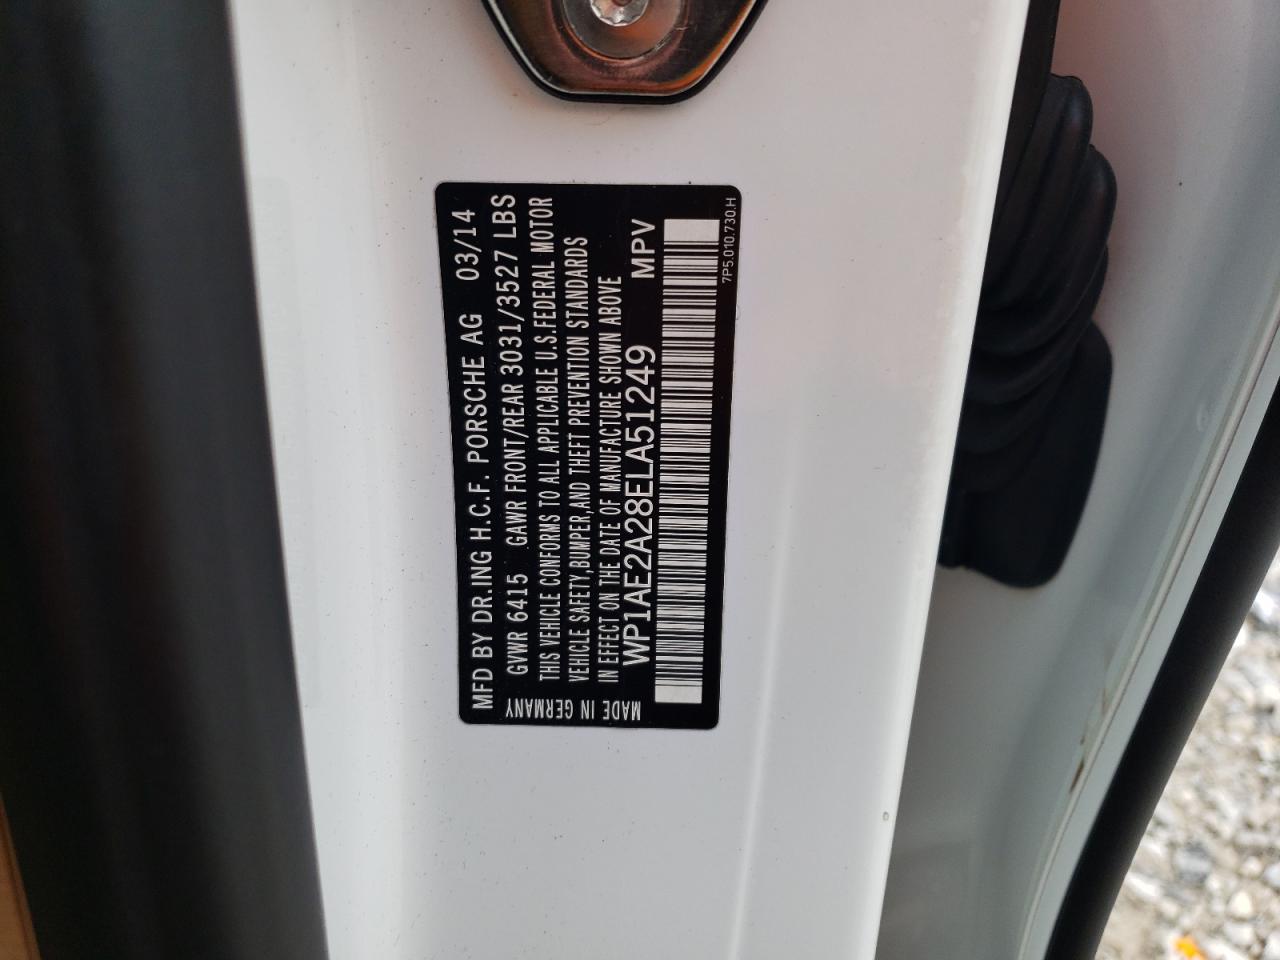 MFD BY DR.ING H.C.F. PORSCHE AG 03/14
GVWR 6415 GAWR FRONT/REAR 3031/3527 LBS
THIS VEHICLE CONFORMS TO ALL APPLICABLE U.S.FEDERAL MOTOR
VEHICLE SAFETY,BUMPER,AND THEFT PREVENTION STANDARDS
IN EFFECT ON THE DATE OF MANUFACTURE SHOWN ABOVE
WP1AE2A28ELA51249 MPV
MADE IN GERMANY
7P5.010.730.H